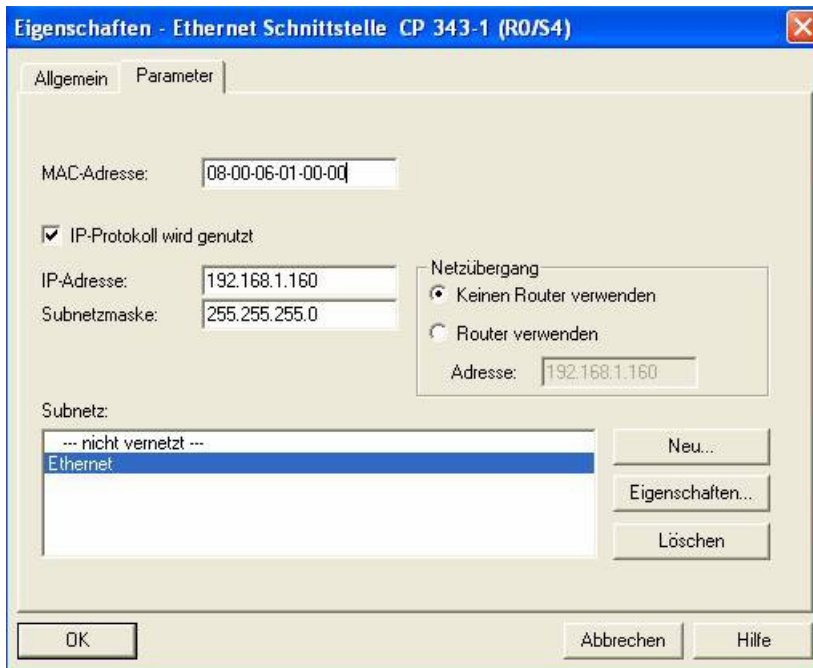 Eigenschaften - Ethernet Schnittstelle CP 343-1 (R0/S4)
Allgemein
Parameter
MAC-Adresse: 08-00-06-01-00-00
IP-Protokoll wird genutzt
IP-Adresse: 192.168.1.160
Subnetzmaske: 255.255.255.0
Netzübergang
Keinen Router verwenden
Router verwenden
Adresse: 192.168.1.160
Subnetz:
--- nicht vernetzt ---
Ethernet
Neu...
Eigenschaften...
Löschen
OK
Abbrechen
Hilfe